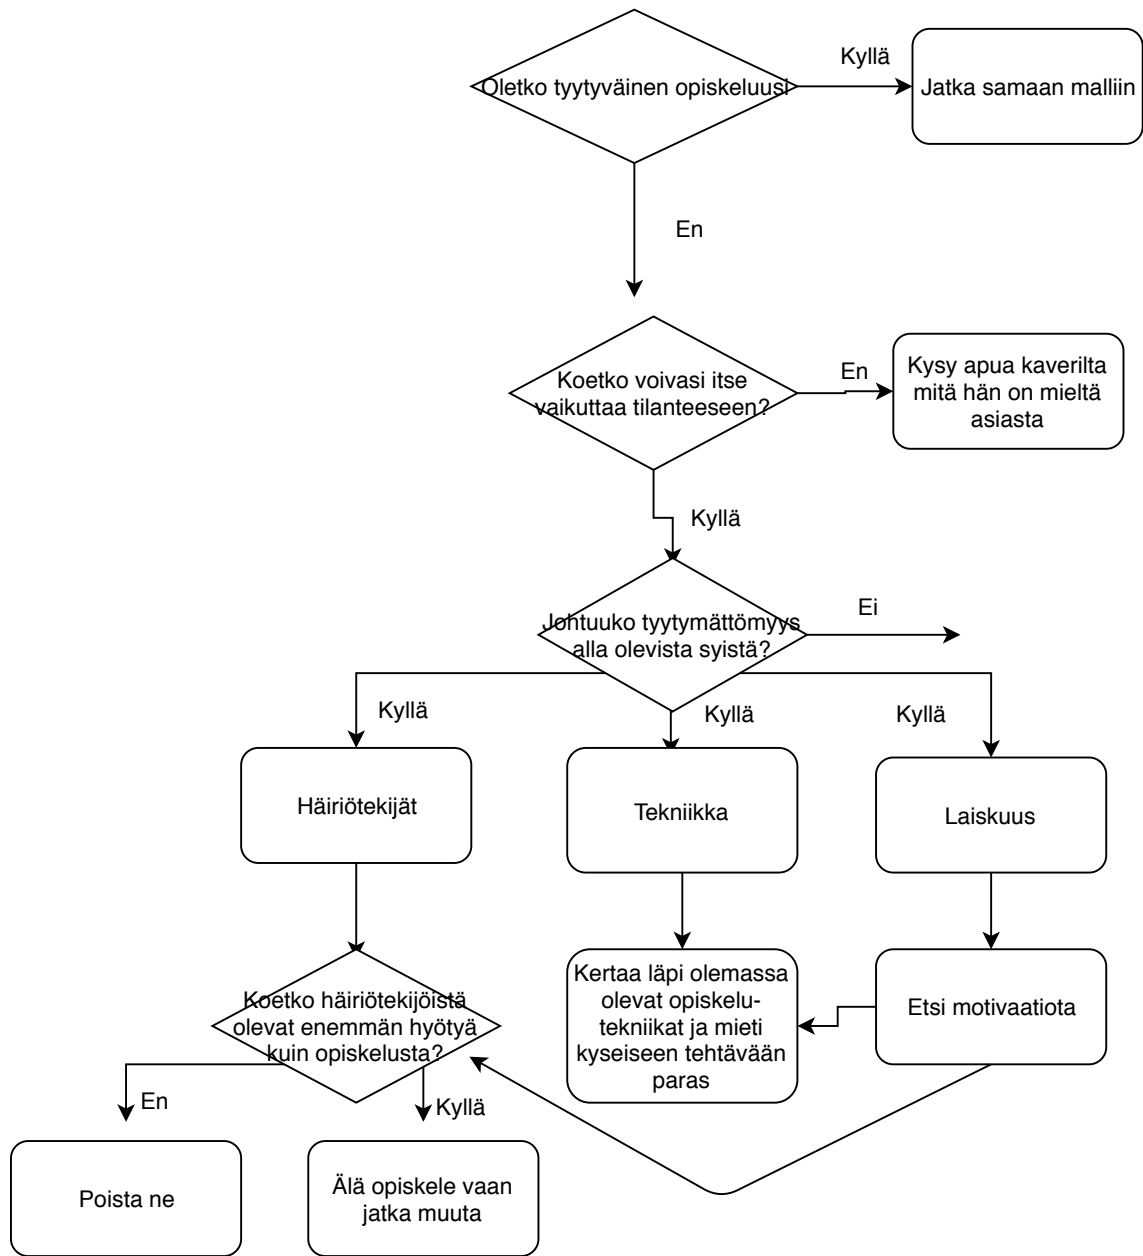 Kyllä
Oletko tyytyväinen opiskeluusi
Jatka samaan malliin
En
Koetko voivasi itse
vaikuttaa tilanteeseen?
En
Kysy apua kaverilta
mitä hän on mieltä
asiasta
Kyllä
Johtuuko tyytymättömyys
alla olevista syistä?
Ei
Kyllä
Kyllä
Kyllä
Häiriötekijät
Tekniikka
Laiskuus
Koetko häiriötekijöistä
olevat enemmän hyötyä
kuin opiskelusta?
Kertaa läpi olemassa
olevat opiskelu-
tekniikat ja mieti
kyseiseen tehtävään
paras
Etsi motivaatiota
En
Kyllä
Poista ne
Älä opiskele vaan
jatka muuta